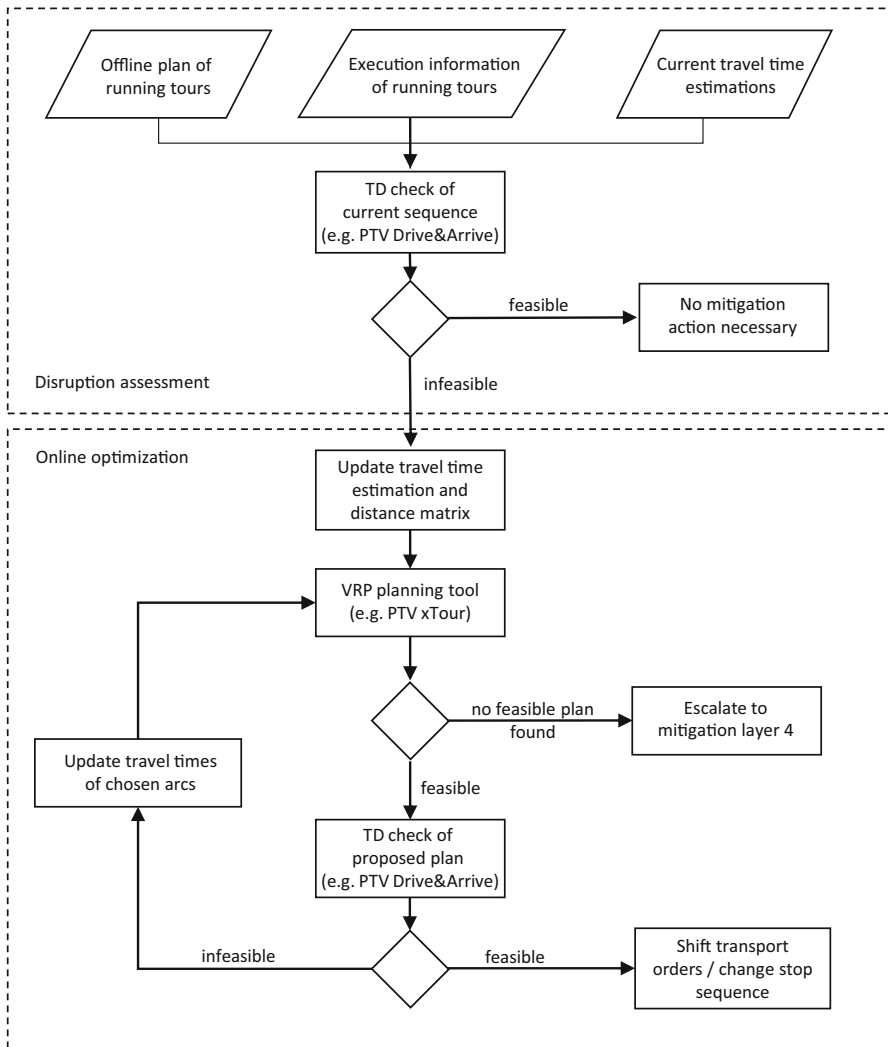 Offline plan of
running tours
Execution information
of running tours
Current travel time
estimations
TD check of
current sequence
(e.g. PTV Drive&Arrive)
feasible
No mitigation
action necessary
Disruption assessment
infeasible
Online optimization
Update travel time
estimation and
distance matrix
VRP planning tool
(e.g. PTV xTour)
no feasible plan
found
Escalate to
mitigation layer 4
Update travel times
of chosen arcs
feasible
TD check of
proposed plan
(e.g. PTV Drive&Arrive)
infeasible
feasible
Shift transport
orders / change stop
sequence